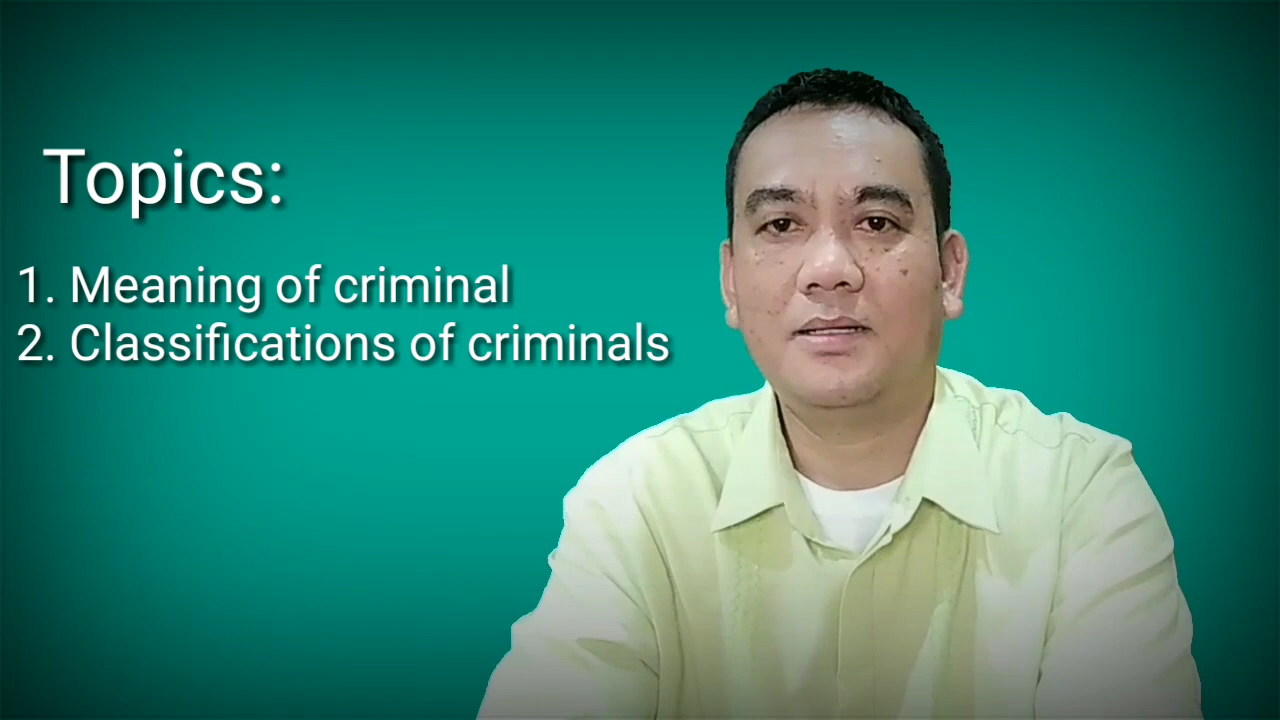 Topics:
1. Meaning of criminal
2. Classifications of criminals